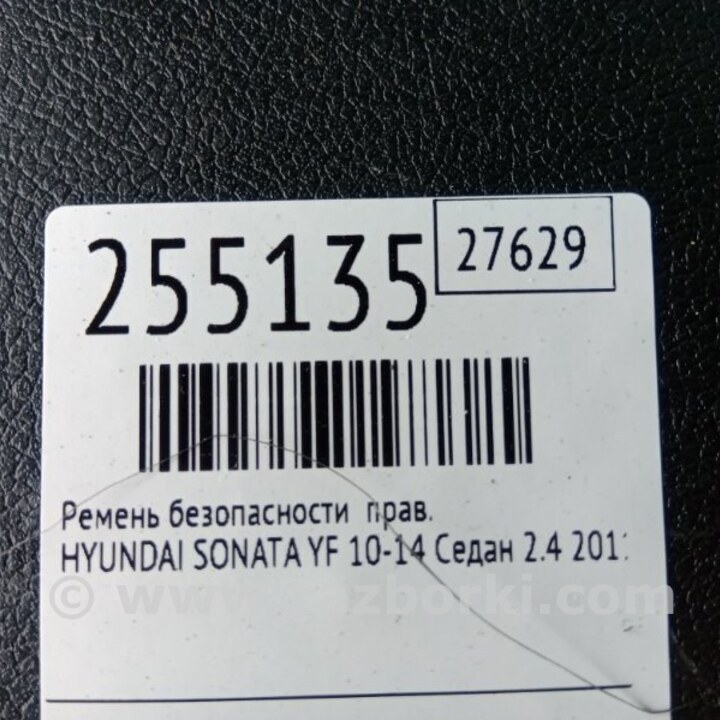 255135
27629
Ремень безопасности прав.
HYUNDAI SONATA YF 10-14 Седан 2.4